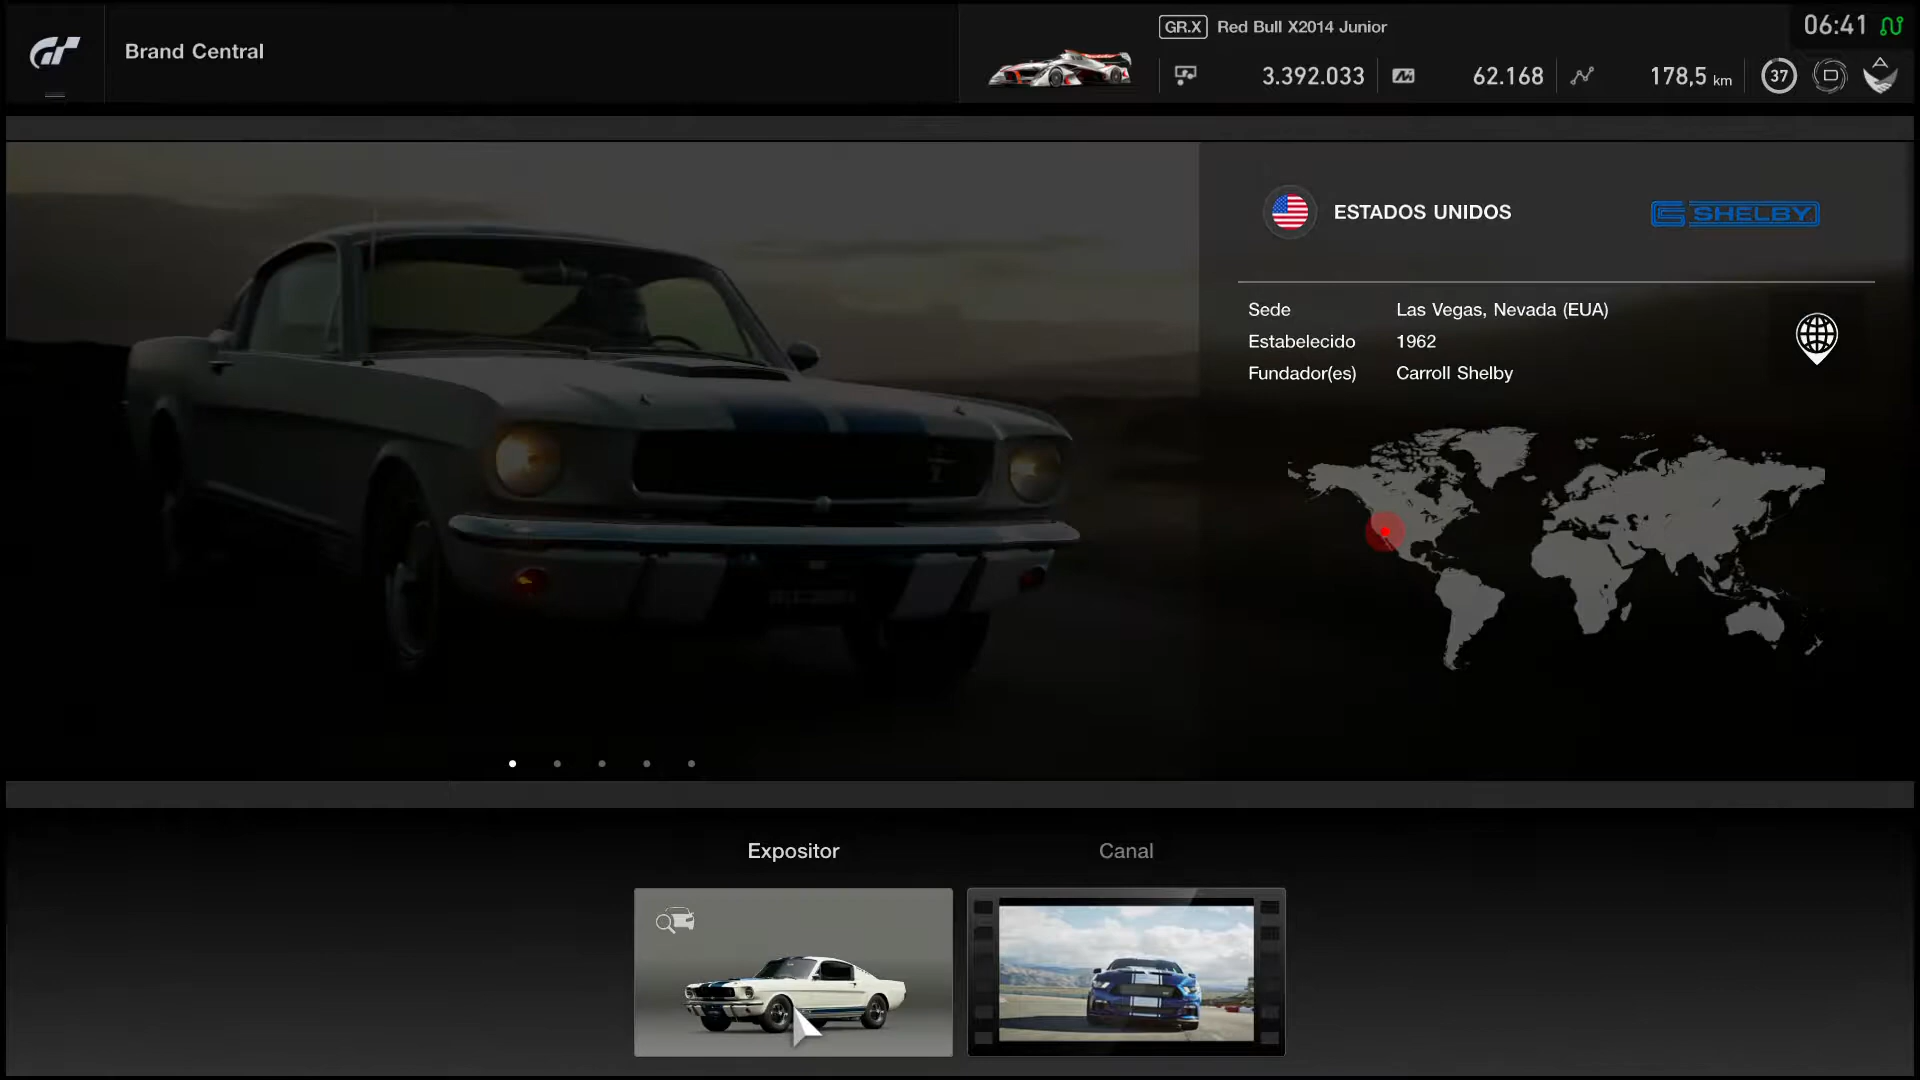 Brand Central
GR.X Red Bull X2014 Junior
06:41
3.392.033
62.168
178,5 km
37
ESTADOS UNIDOS
SHELBY
Sede Las Vegas, Nevada (EUA)
Estabelecido 1962
Fundador(es) Carroll Shelby
Expositor
Canal